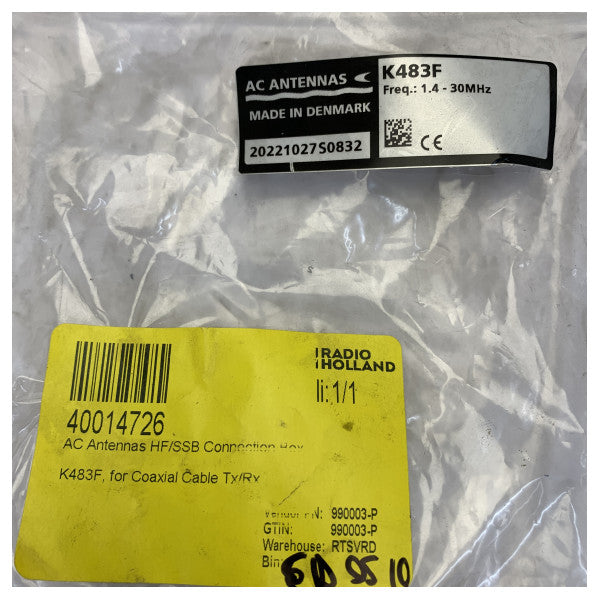 AC ANTENNAS
MADE IN DENMARK
20221027S0832
K483F
Freq.: 1.4 - 30MHz
CE
RADIO
HOLLAND
li: 1/1
40014726
AC Antennas HF/SSB Connection Box
K483F, for Coaxial Cable Tx/Rx
Vendor PN: 990003-P
GTIN: 990003-P
Warehouse: RTSVRD
Bin